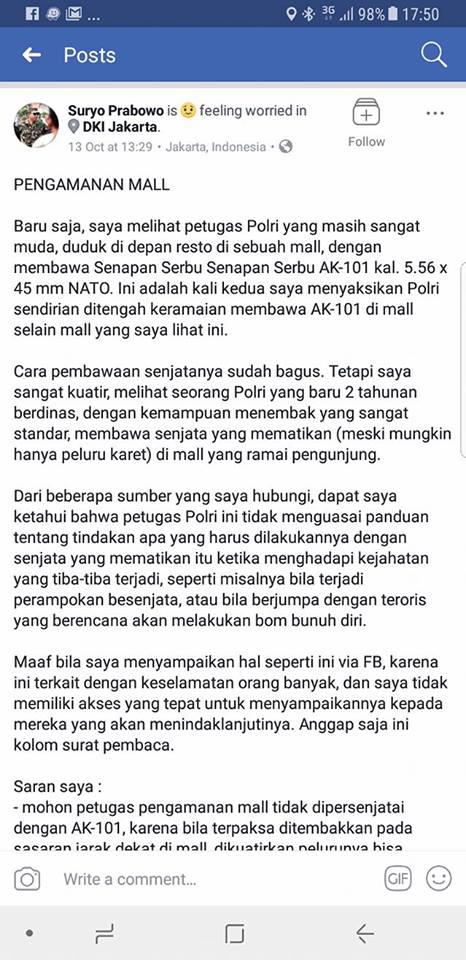 3G 98% 17:50
Posts
Suryo Prabowo is 😟 feeling worried in
DKI Jakarta.
13 Oct at 13:29 • Jakarta, Indonesia •
Follow
PENGAMANAN MALL
Baru saja, saya melihat petugas Polri yang masih sangat
muda, duduk di depan resto di sebuah mall, dengan
membawa Senapan Serbu Senapan Serbu AK-101 kal. 5.56 x
45 mm NATO. Ini adalah kali kedua saya menyaksikan Polri
sendirian ditengah keramaian membawa AK-101 di mall
selain mall yang saya lihat ini.
Cara pembawaan senjatanya sudah bagus. Tetapi saya
sangat kuatir, melihat seorang Polri yang baru 2 tahunan
berdinas, dengan kemampuan menembak yang sangat
standar, membawa senjata yang mematikan (meski mungkin
hanya peluru karet) di mall yang ramai pengunjung.
Dari beberapa sumber yang saya hubungi, dapat saya
ketahui bahwa petugas Polri ini tidak menguasai panduan
tentang tindakan apa yang harus dilakukannya dengan
senjata yang mematikan itu ketika menghadapi kejahatan
yang tiba-tiba terjadi, seperti misalnya bila terjadi
perampokan besenjata, atau bila berjumpa dengan teroris
yang berencana akan melakukan bom bunuh diri.
Maaf bila saya menyampaikan hal seperti ini via FB, karena
ini terkait dengan keselamatan orang banyak, dan saya tidak
memiliki akses yang tepat untuk menyampaikannya kepada
mereka yang akan menindaklanjutinya. Anggap saja ini
kolom surat pembaca.
Saran saya :
- mohon petugas pengamanan mall tidak dipersenjatai
dengan AK-101, karena bila terpaksa ditembakkan pada
sasaran jarak dekat di mall, dikuatirkan pelurunya bisa
Write a comment...
GIF